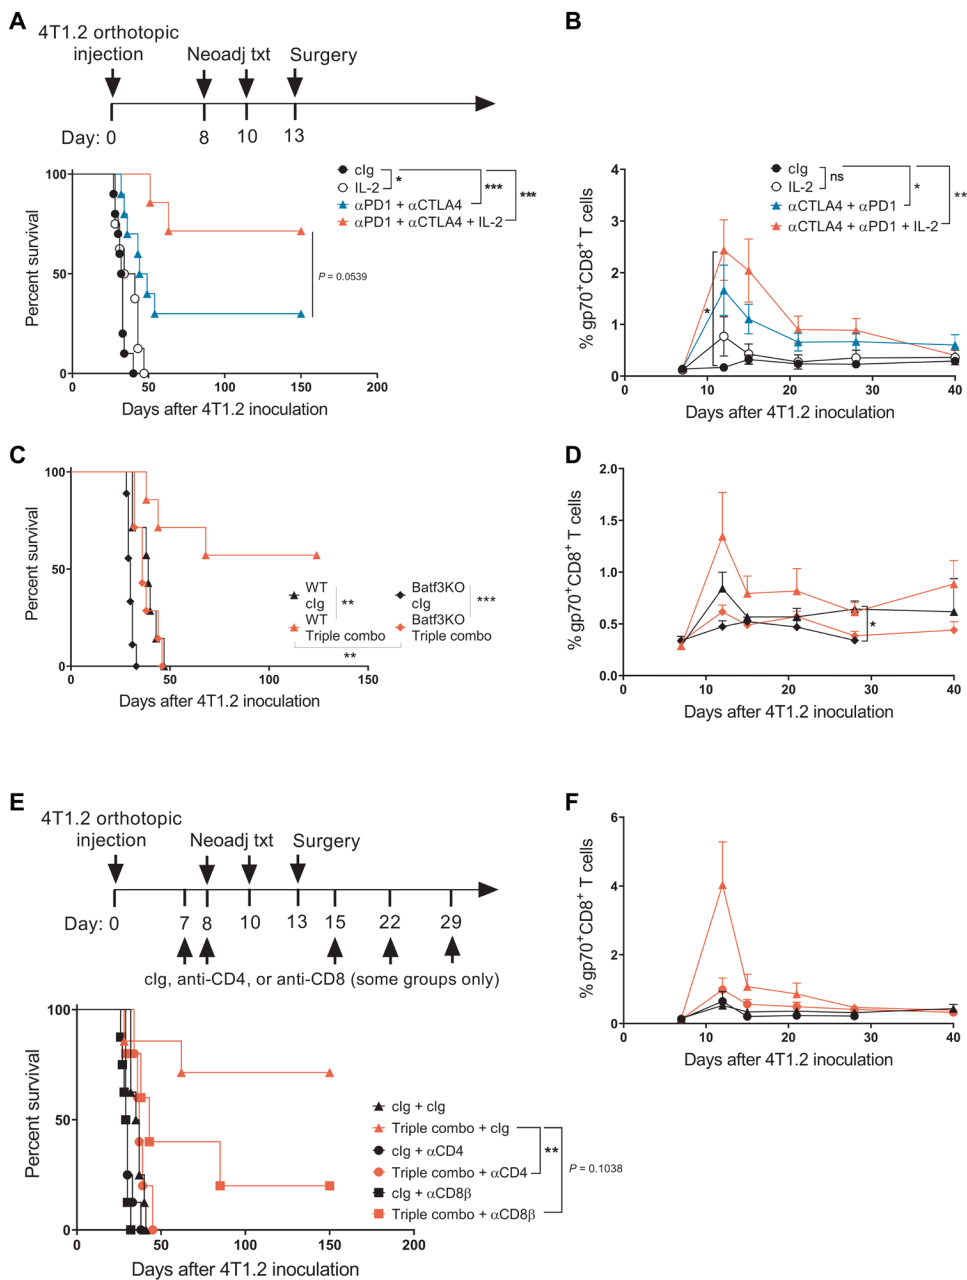 A
4T1.2 orthotopic
injection
Neoadj txt
Surgery
Day: 0
8
10
13
cIg
IL-2
αPD1 + αCTLA4
αPD1 + αCTLA4 + IL-2
*
***
***
P = 0.0539
Percent survival
100
50
0
0
50
100
150
200
Days after 4T1.2 inoculation
B
cIg
IL-2
αCTLA4 + αPD1
αCTLA4 + αPD1 + IL-2
ns
*
**
*
% gp70+CD8+ T cells
4
3
2
1
0
0
10
20
30
40
Days after 4T1.2 inoculation
C
Percent survival
100
50
0
0
50
100
150
WT
cIg
WT
Triple combo
**
Batf3KO
cIg
Batf3KO
Triple combo
***
**
Days after 4T1.2 inoculation
D
% gp70+CD8+ T cells
2.0
1.5
1.0
0.5
0.0
*
0
10
20
30
40
Days after 4T1.2 inoculation
E
4T1.2 orthotopic
injection
Neoadj txt
Surgery
Day: 0
7
8
10
13
15
22
29
cIg, anti-CD4, or anti-CD8 (some groups only)
Percent survival
100
50
0
0
50
100
150
200
cIg + cIg
Triple combo + cIg
cIg + αCD4
Triple combo + αCD4
cIg + αCD8β
Triple combo + αCD8β
**
P = 0.1038
Days after 4T1.2 inoculation
F
% gp70+CD8+ T cells
6
4
2
0
0
10
20
30
40
Days after 4T1.2 inoculation